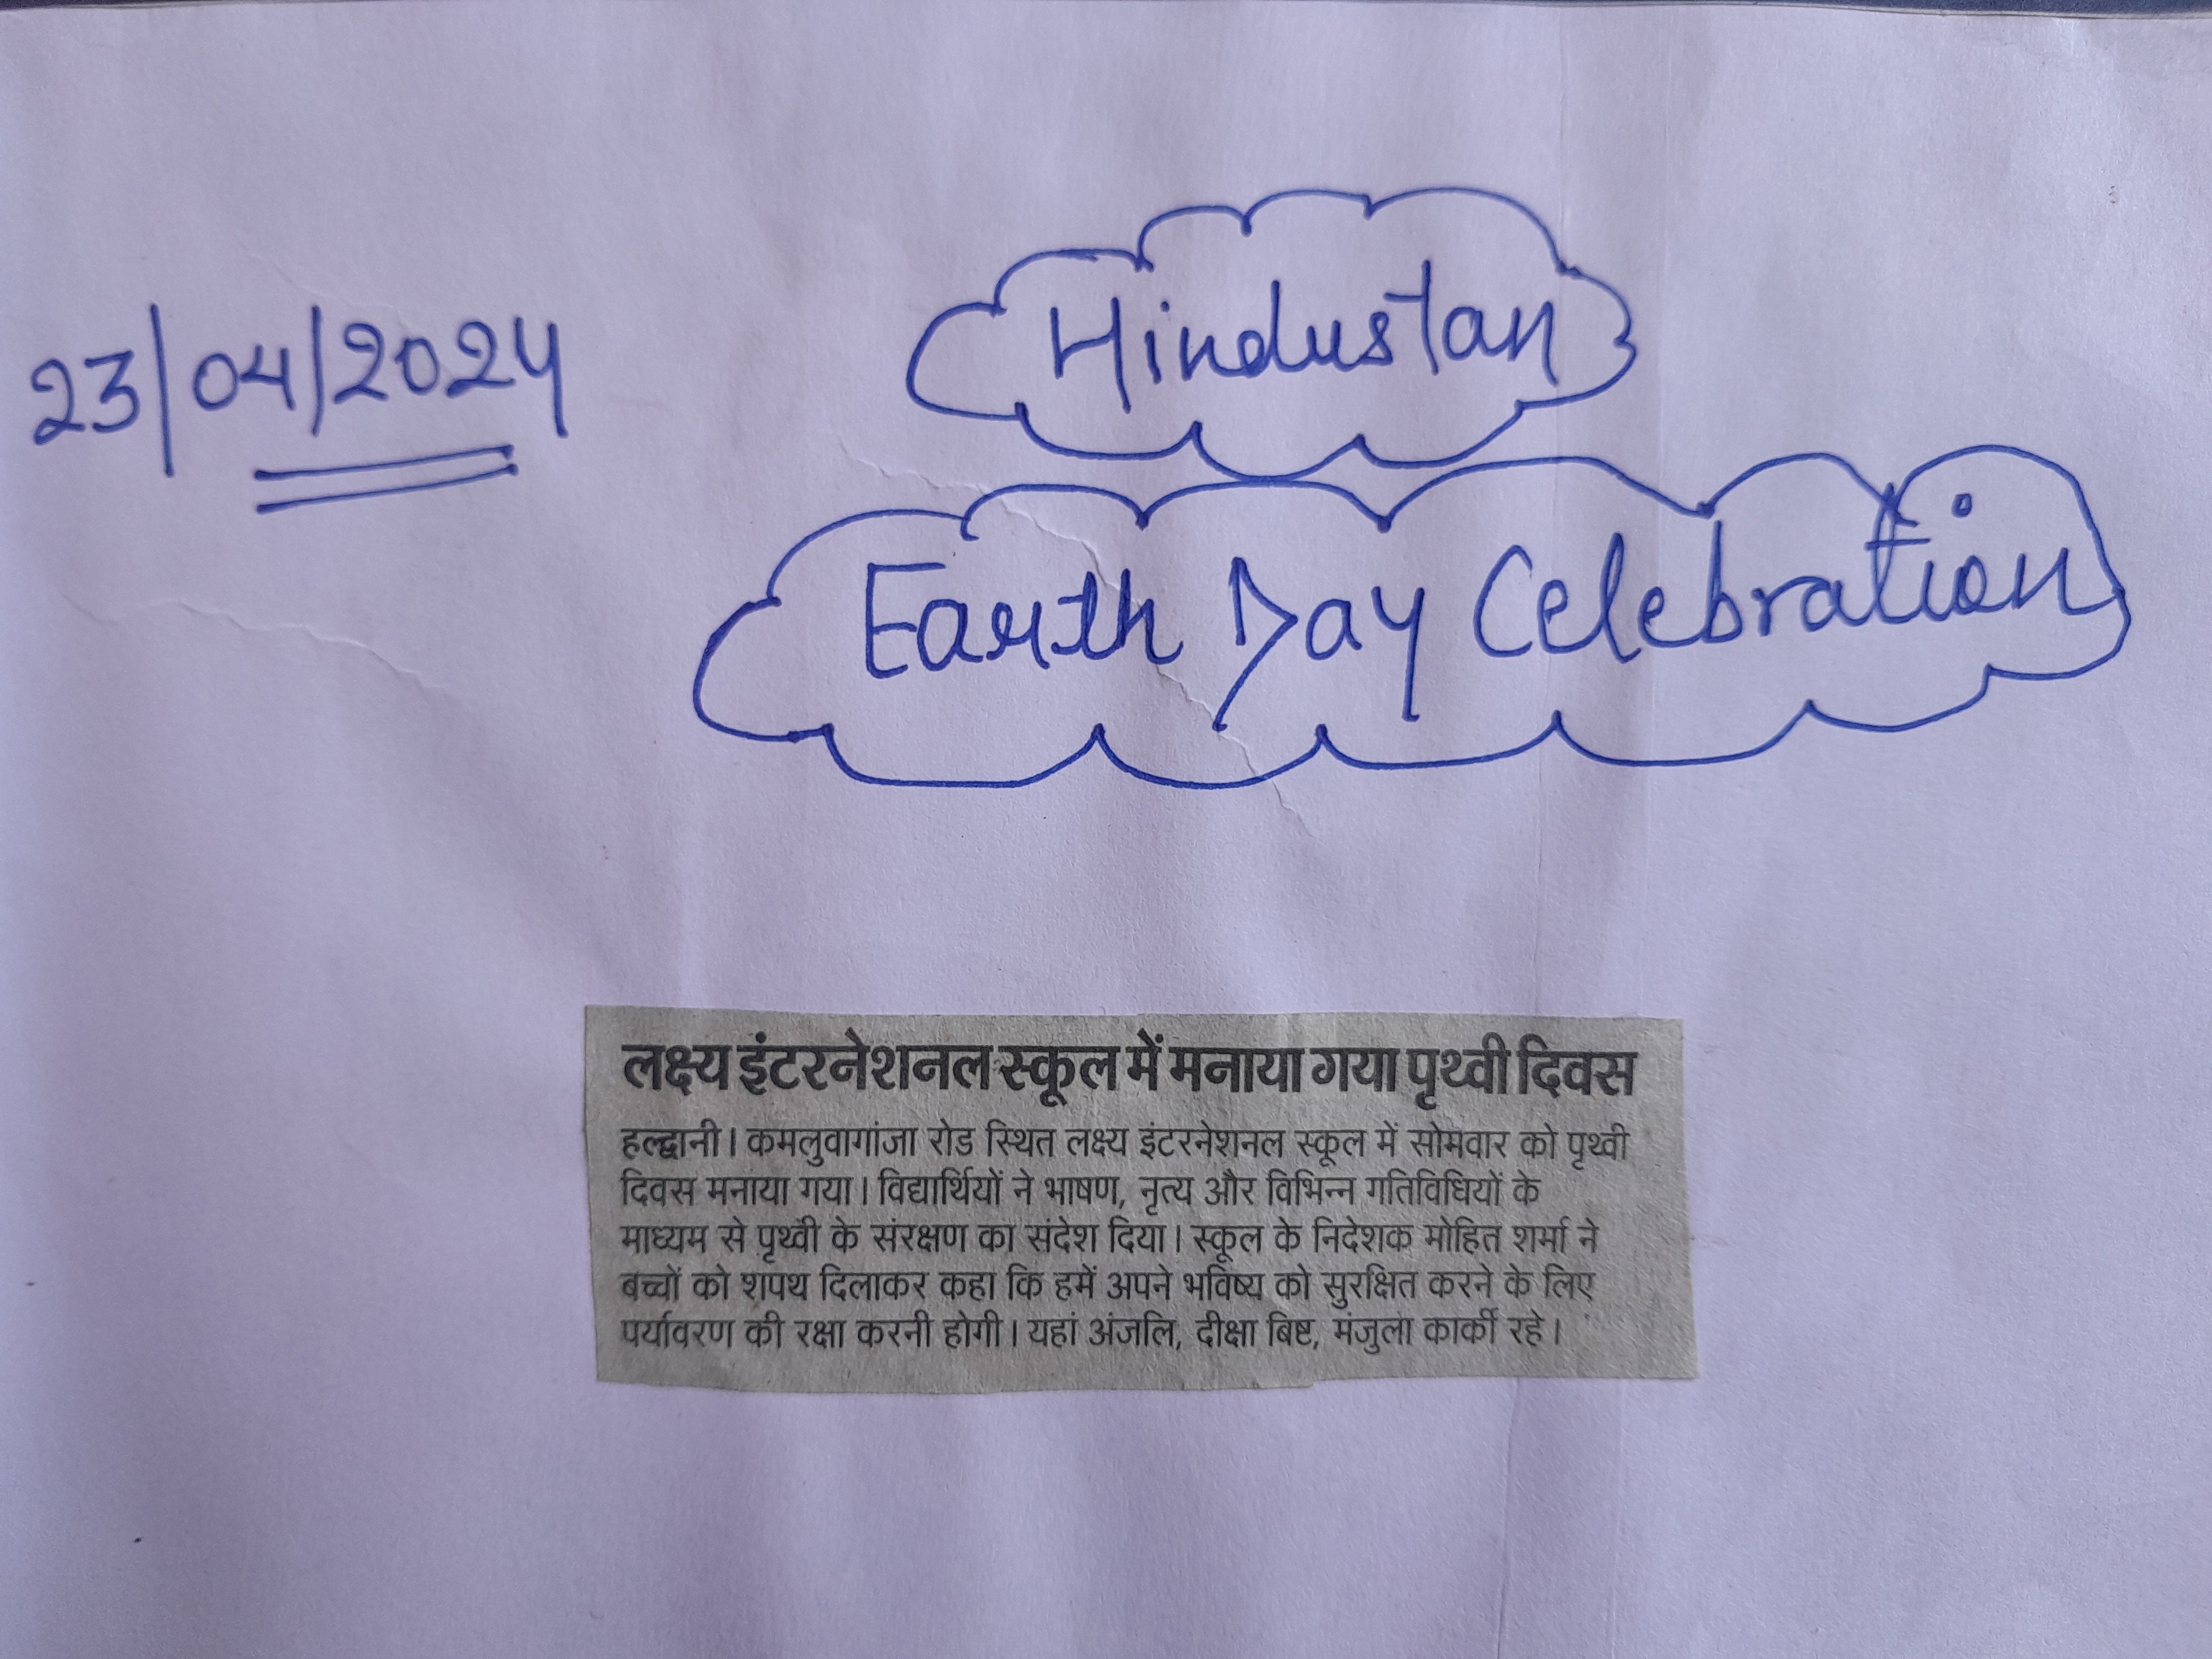 23/04/2024
Hindustan
Earth Day Celebration
लक्ष्य इंटरनेशनल स्कूल में मनाया गया पृथ्वी दिवस
हल्द्वानी। कमलुवागांजा रोड स्थित लक्ष्य इंटरनेशनल स्कूल में सोमवार को पृथ्वी
दिवस मनाया गया। विद्यार्थियों ने भाषण, नृत्य और विभिन्न गतिविधियों के
माध्यम से पृथ्वी के संरक्षण का संदेश दिया। स्कूल के निदेशक मोहित शर्मा ने
बच्चों को शपथ दिलाकर कहा कि हमें अपने भविष्य को सुरक्षित करने के लिए
पर्यावरण की रक्षा करनी होगी। यहां अंजलि, दीक्षा बिष्ट, मंजुला कार्की रहे।